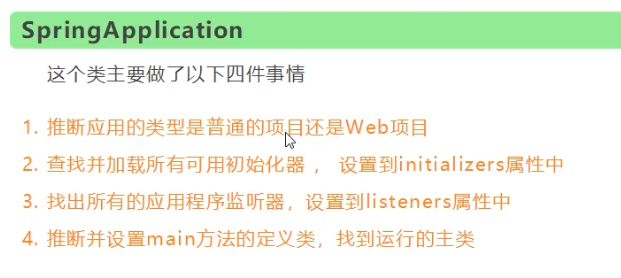 SpringApplication
这个类主要做了以下四件事情
1. 推断应用的类型是普通的项目还是Web项目
2. 查找并加载所有可用初始化器 ， 设置到initializers属性中
3. 找出所有的应用程序监听器，设置到listeners属性中
4. 推断并设置main方法的定义类，找到运行的主类